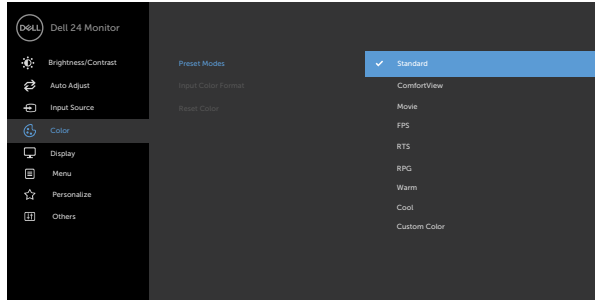 DELL Dell 24 Monitor
Brightness/Contrast
Auto Adjust
Input Source
Color
Display
Menu
Personalize
Others
Preset Modes
Input Color Format
Reset Color
Standard
ComfortView
Movie
FPS
RTS
RPG
Warm
Cool
Custom Color